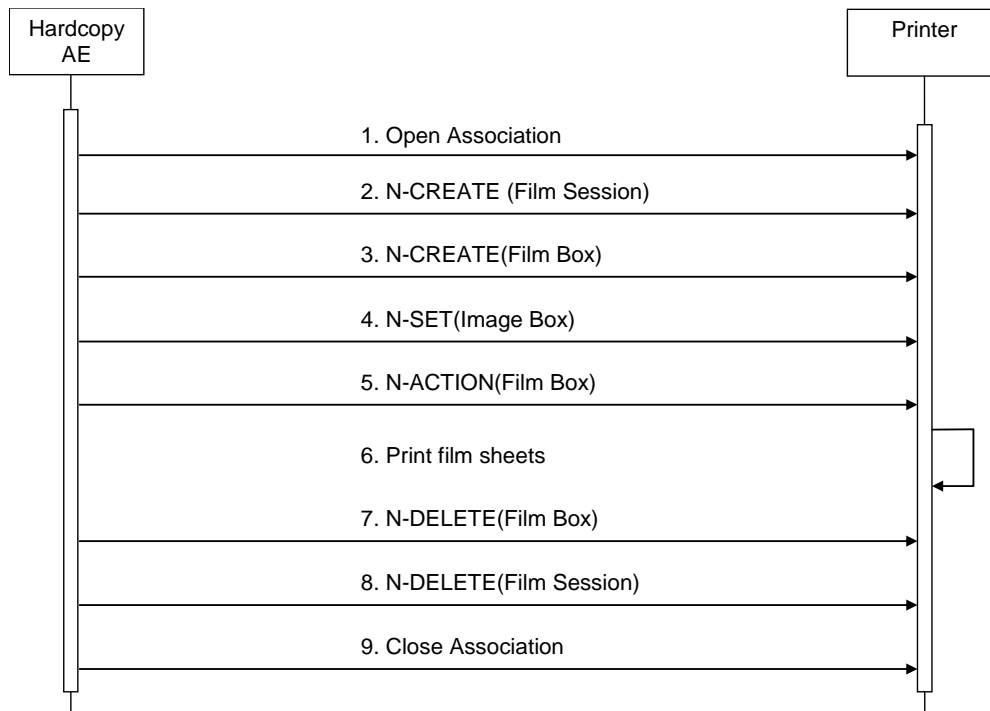 Hardcopy
AE
Printer
1. Open Association
2. N-CREATE (Film Session)
3. N-CREATE(Film Box)
4. N-SET(Image Box)
5. N-ACTION(Film Box)
6. Print film sheets
7. N-DELETE(Film Box)
8. N-DELETE(Film Session)
9. Close Association